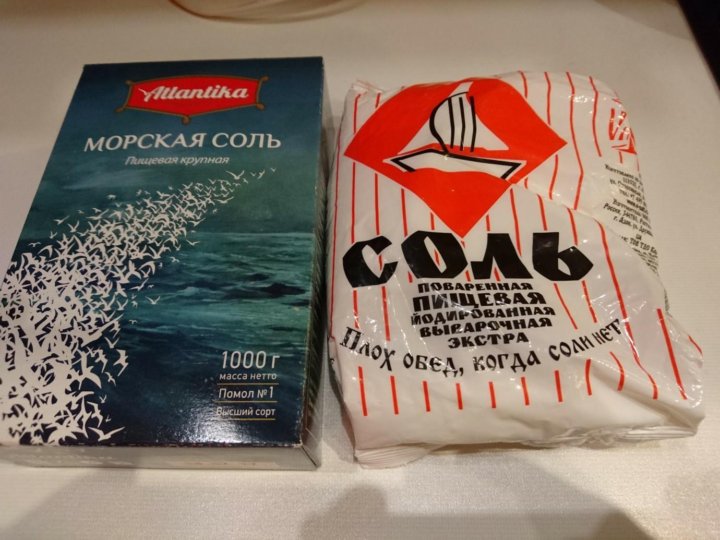 Atlantika
МОРСКАЯ СОЛЬ
Пищевая крупная
1000 г
масса нетто
Помол №1
Высший сорт
СОЛЬ
ПОВАРЕННАЯ
ПИЩЕВАЯ
ЙОДИРОВАННАЯ
ВЫВАРОЧНАЯ
ЭКСТРА
ПЛОХ ОБЕД, КОГДА СОЛИ НЕТ